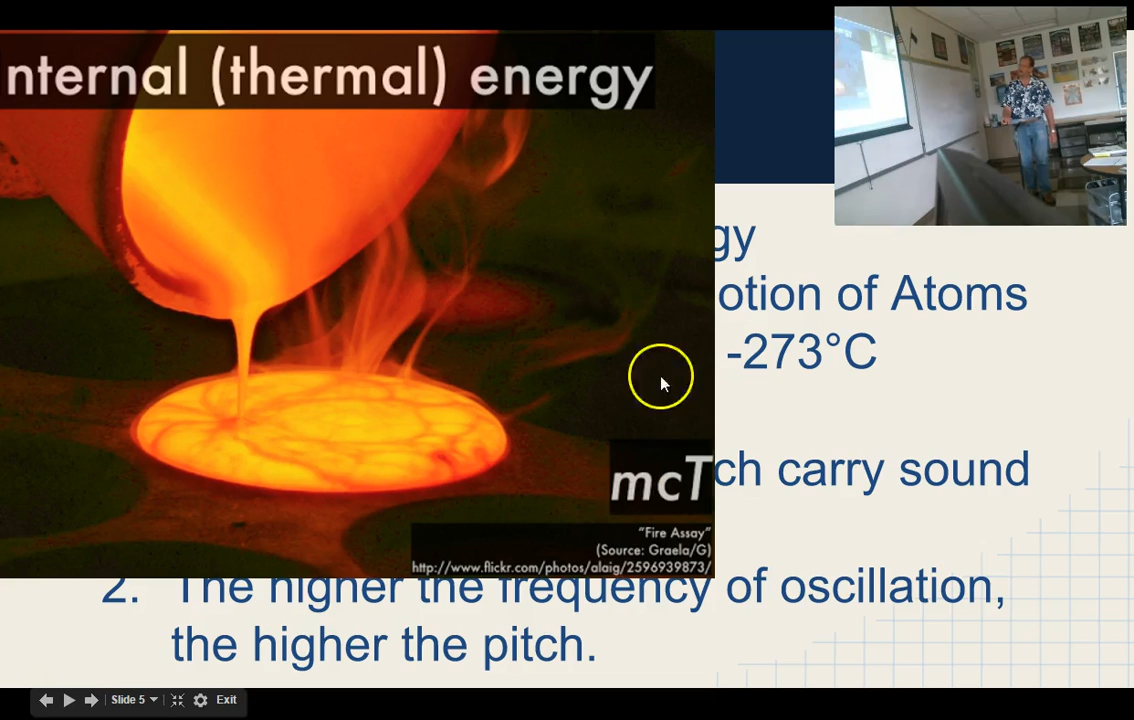 nternal (thermal) energy
gy
otion of Atoms
-273°C
ch carry sound
mcT
"Fire Assay"
(Source: Graela/G)
http://www.flickr.com/photos/alaig/2596939873/
2. The higher the frequency of oscillation,
the higher the pitch.
Slide 5
Exit